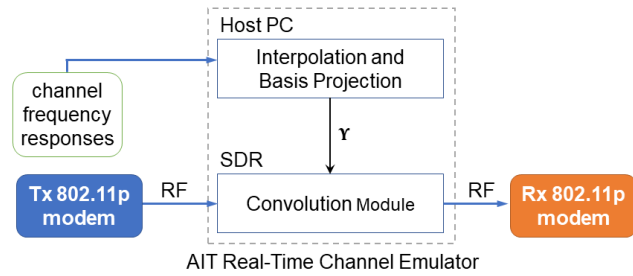 Host PC
Interpolation and
Basis Projection
channel
frequency
responses
ϒ
SDR
Tx 802.11p
modem
RF
Convolution Module
RF
Rx 802.11p
modem
AIT Real-Time Channel Emulator